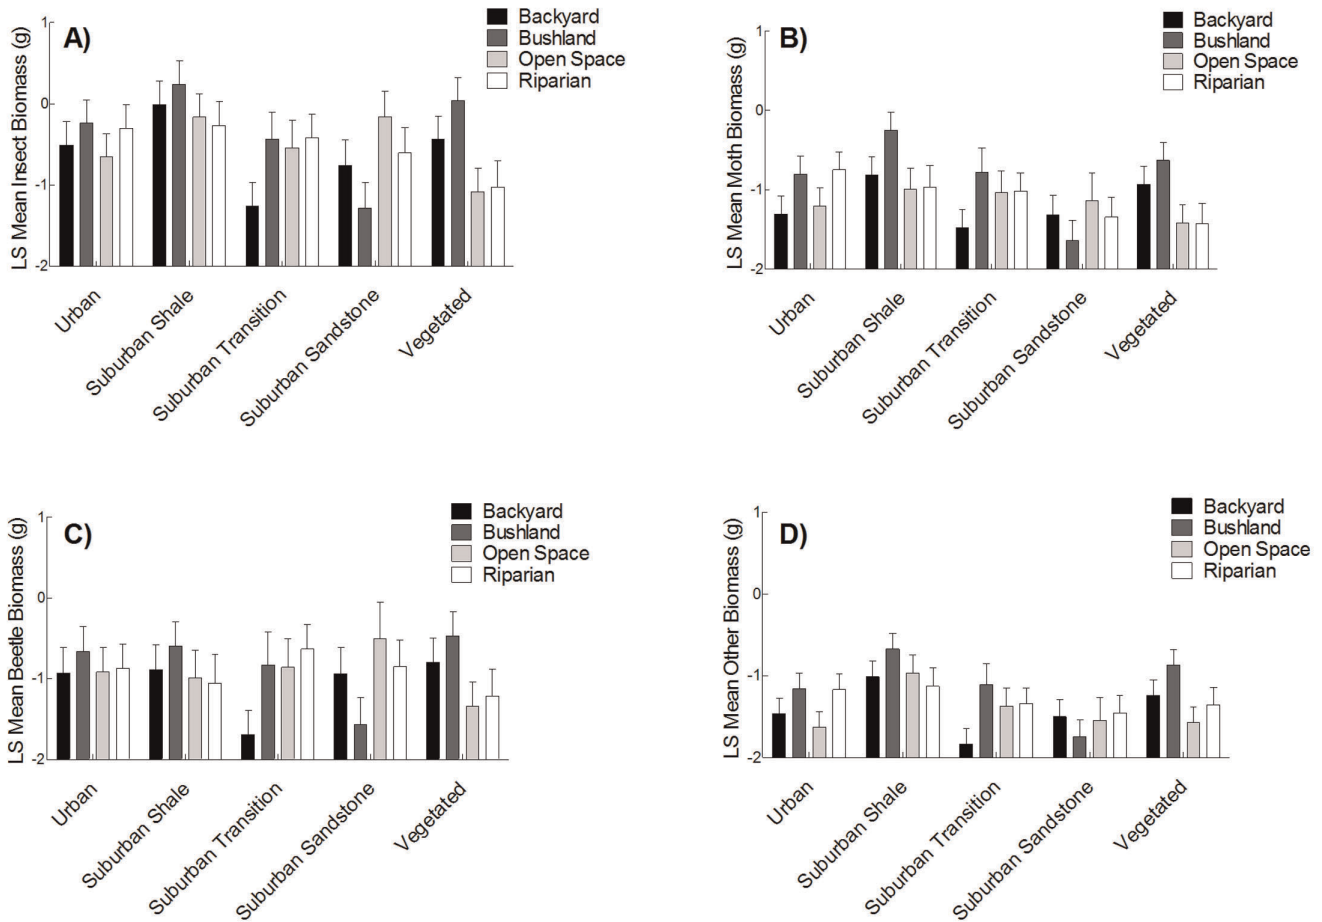 A)
LS Mean Insect Biomass (g)
1
0
-1
-2
Backyard
Bushland
Open Space
Riparian
Urban
Suburban Shale
Suburban Transition
Suburban Sandstone
Vegetated
B)
LS Mean Moth Biomass (g)
1
0
-1
-2
Backyard
Bushland
Open Space
Riparian
Urban
Suburban Shale
Suburban Transition
Suburban Sandstone
Vegetated
C)
LS Mean Beetle Biomass (g)
1
0
-1
-2
Backyard
Bushland
Open Space
Riparian
Urban
Suburban Shale
Suburban Transition
Suburban Sandstone
Vegetated
D)
LS Mean Other Biomass (g)
1
0
-1
-2
Backyard
Bushland
Open Space
Riparian
Urban
Suburban Shale
Suburban Transition
Suburban Sandstone
Vegetated